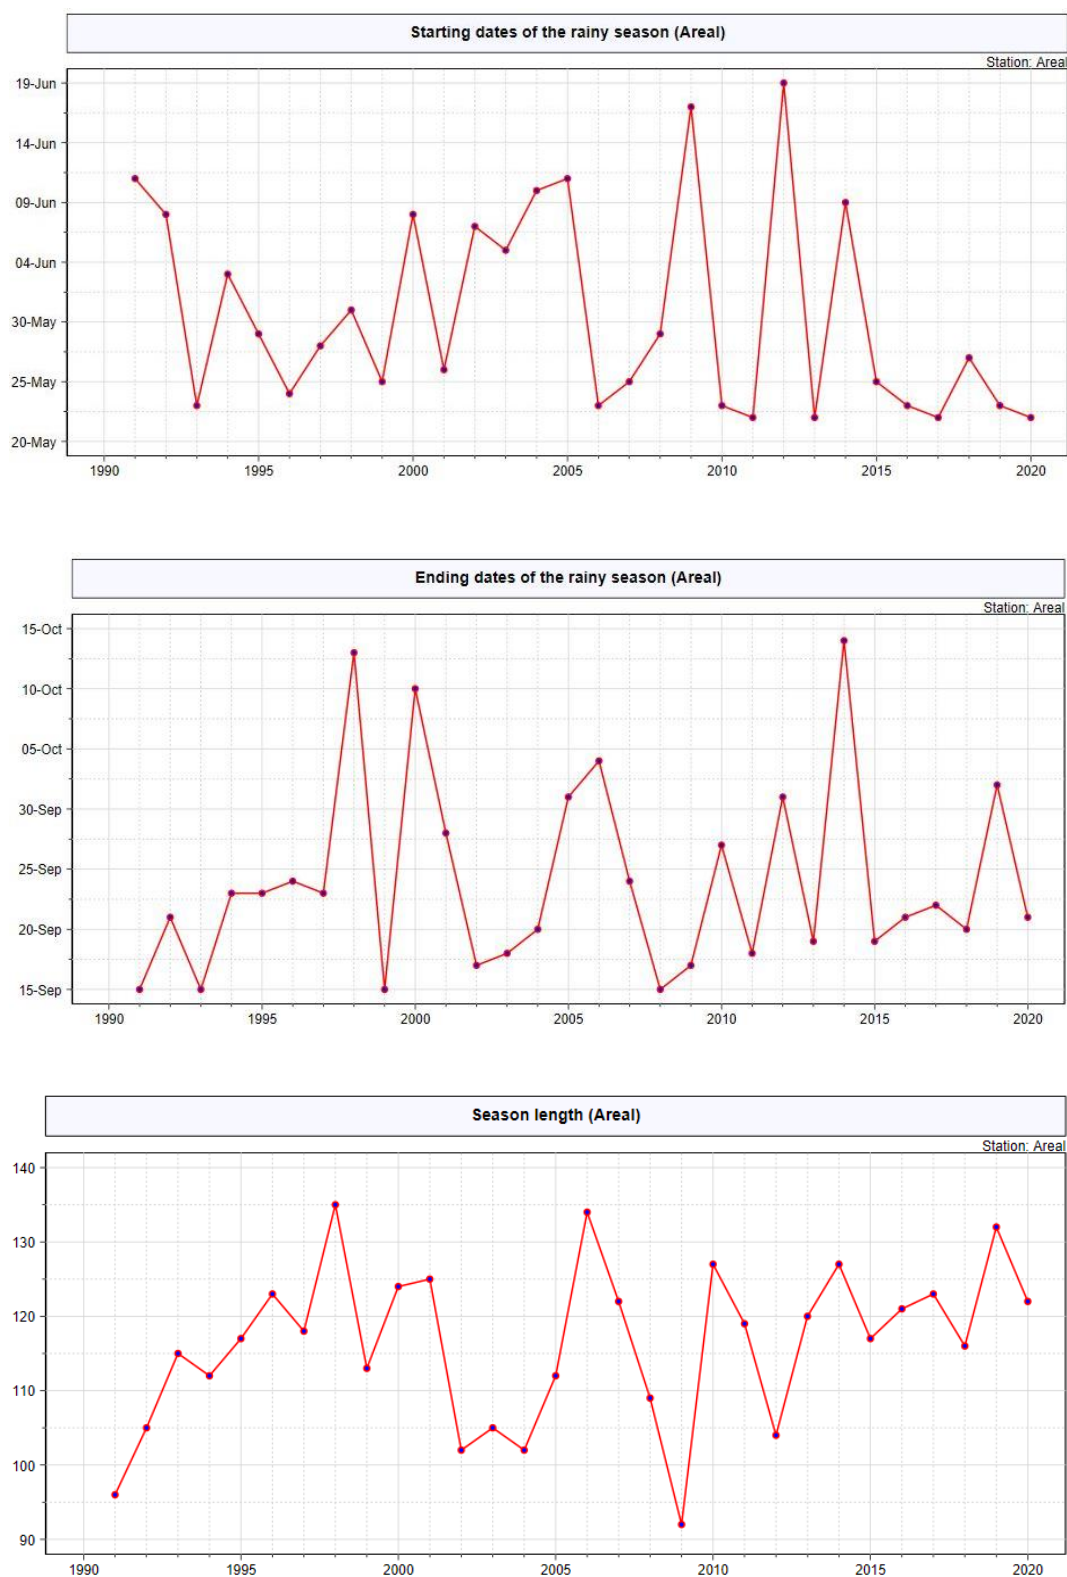 Starting dates of the rainy season (Areal)
Station: Areal
19-Jun
14-Jun
09-Jun
04-Jun
30-May
25-May
20-May
1990 1995 2000 2005 2010 2015 2020
Ending dates of the rainy season (Areal)
Station: Areal
15-Oct
10-Oct
05-Oct
30-Sep
25-Sep
20-Sep
15-Sep
1990 1995 2000 2005 2010 2015 2020
Season length (Areal)
Station: Areal
140
130
120
110
100
90
1990 1995 2000 2005 2010 2015 2020